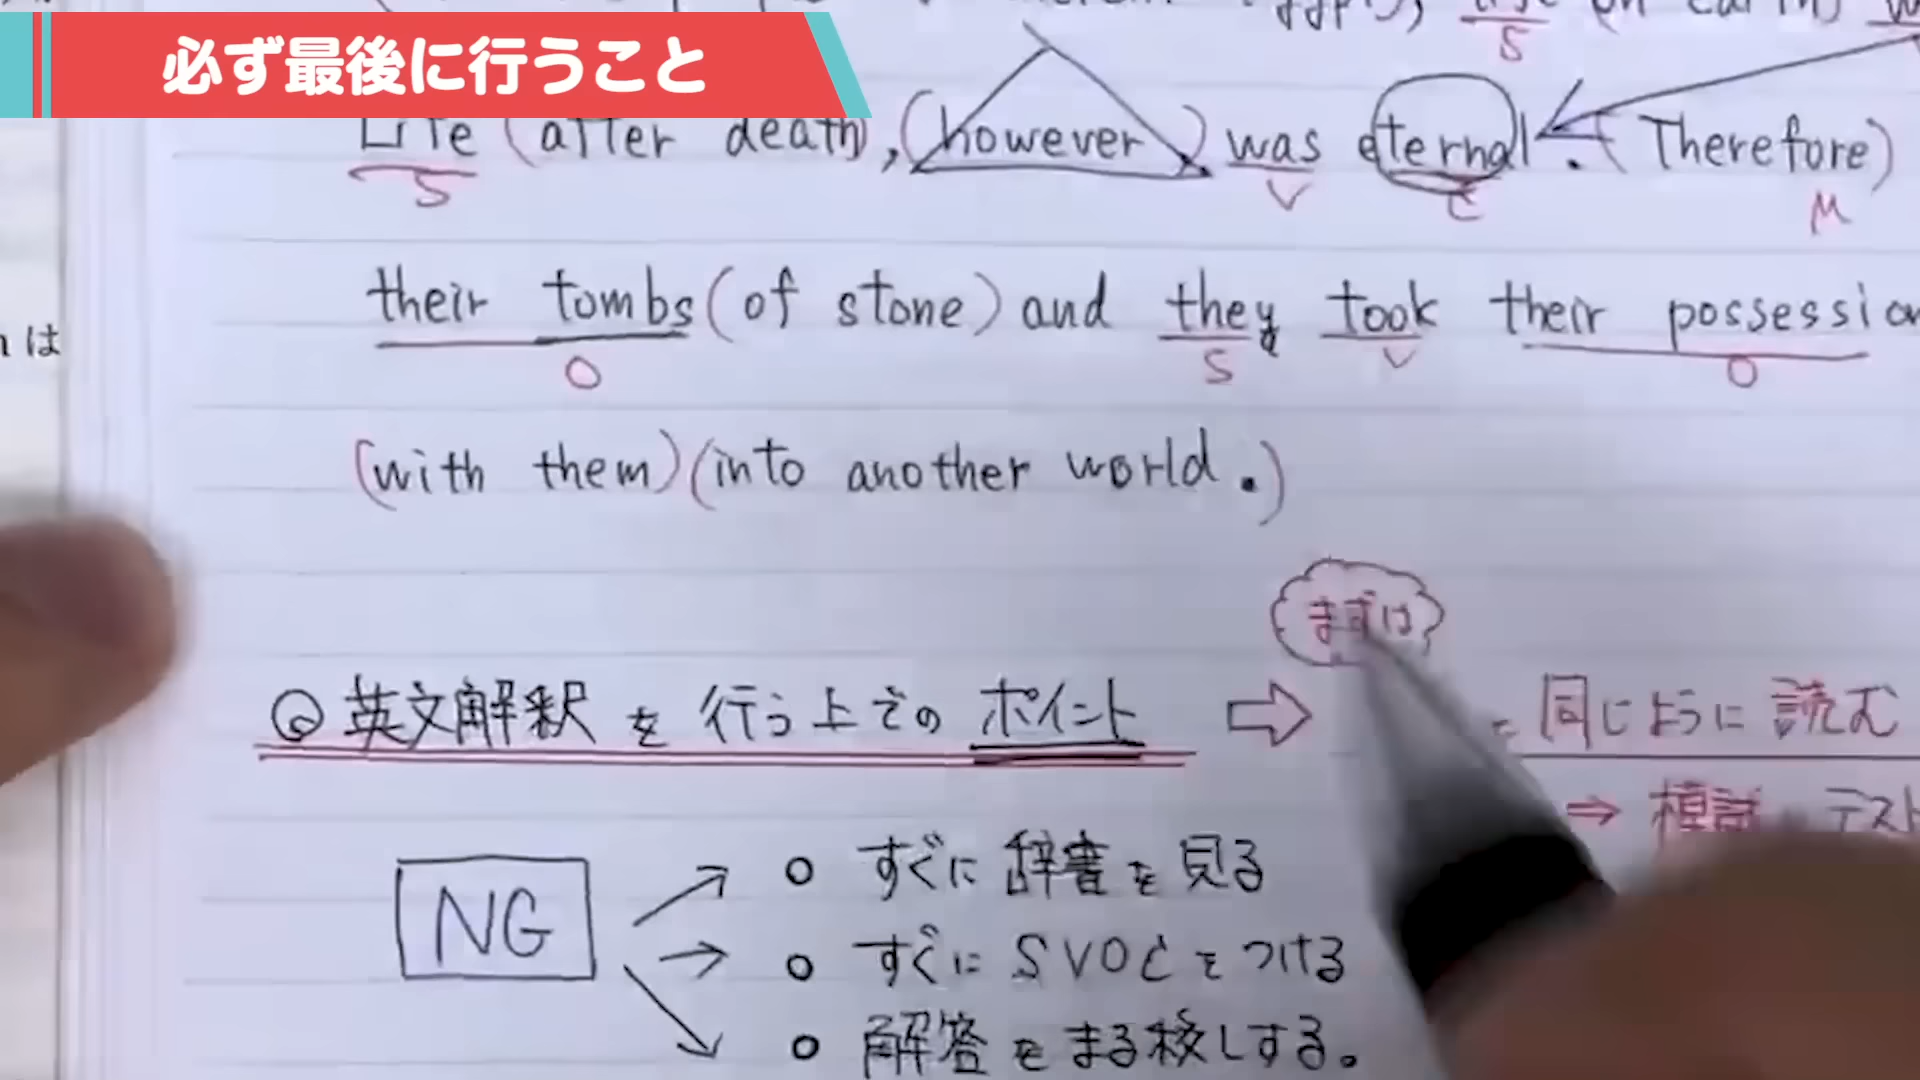 必ず最後に行うこと
Life (after death), (however) was eternal. (Therefore)
S V C M
their tombs (of stone) and they took their possession
O S V O
は
(with them) (into another world.)
まずは
◎英文解釈を行う上でのポイント ⇨ 同じように読む
⇒ 模試 テスト
NG
→ ○ すぐに辞書を見る
→ ○ すぐにSVOCをつける
→ ○ 解答をまる移しする。